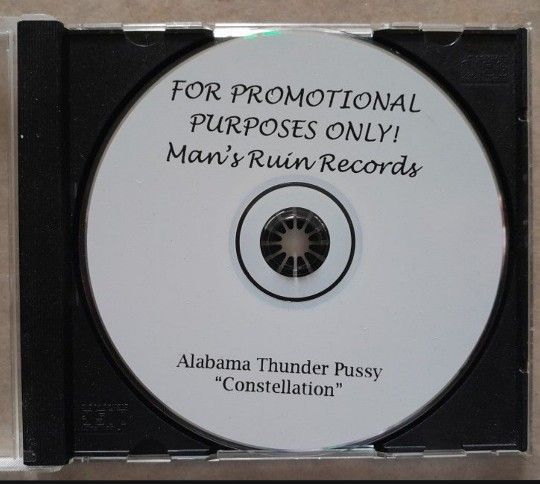 FOR PROMOTIONAL
PURPOSES ONLY!
Man's Ruin Records
Alabama Thunder Pussy
“Constellation”